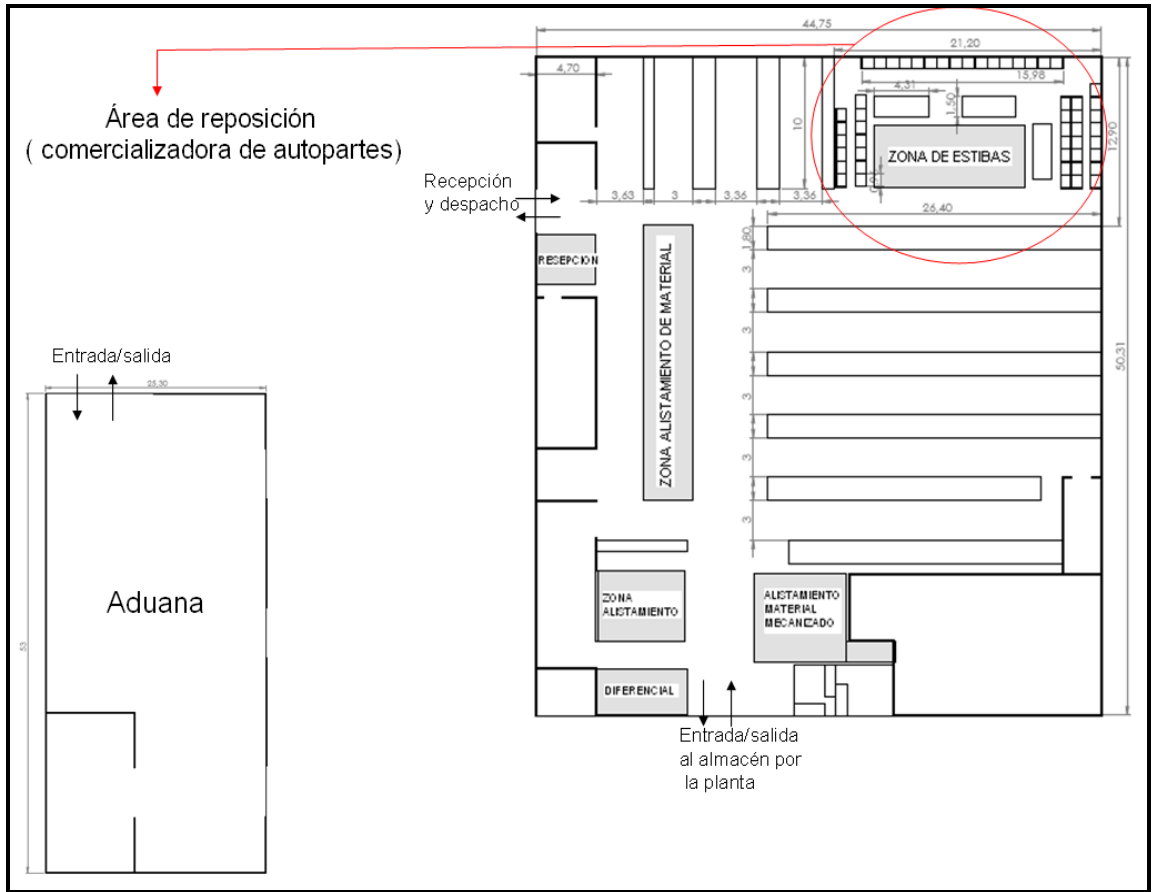 44,75
21,20
4,70
15,98
4,31
1,50
10
12,90
Área de reposición
( comercializadora de autopartes)
ZONA DE ESTIBAS
Recepción
y despacho
3,63
3
3,36
3,36
26,40
RESEPCION
ZONA ALISTAMIENTO DE MATERIAL
1,80
3
3
3
3
3
50,31
Entrada/salida
25,30
53
Aduana
ZONA
ALISTAMIENTO
ALISTAMIENTO
MATERIAL
MECANIZADO
DIFERENCIAL
Entrada/salida
al almacén por
la planta